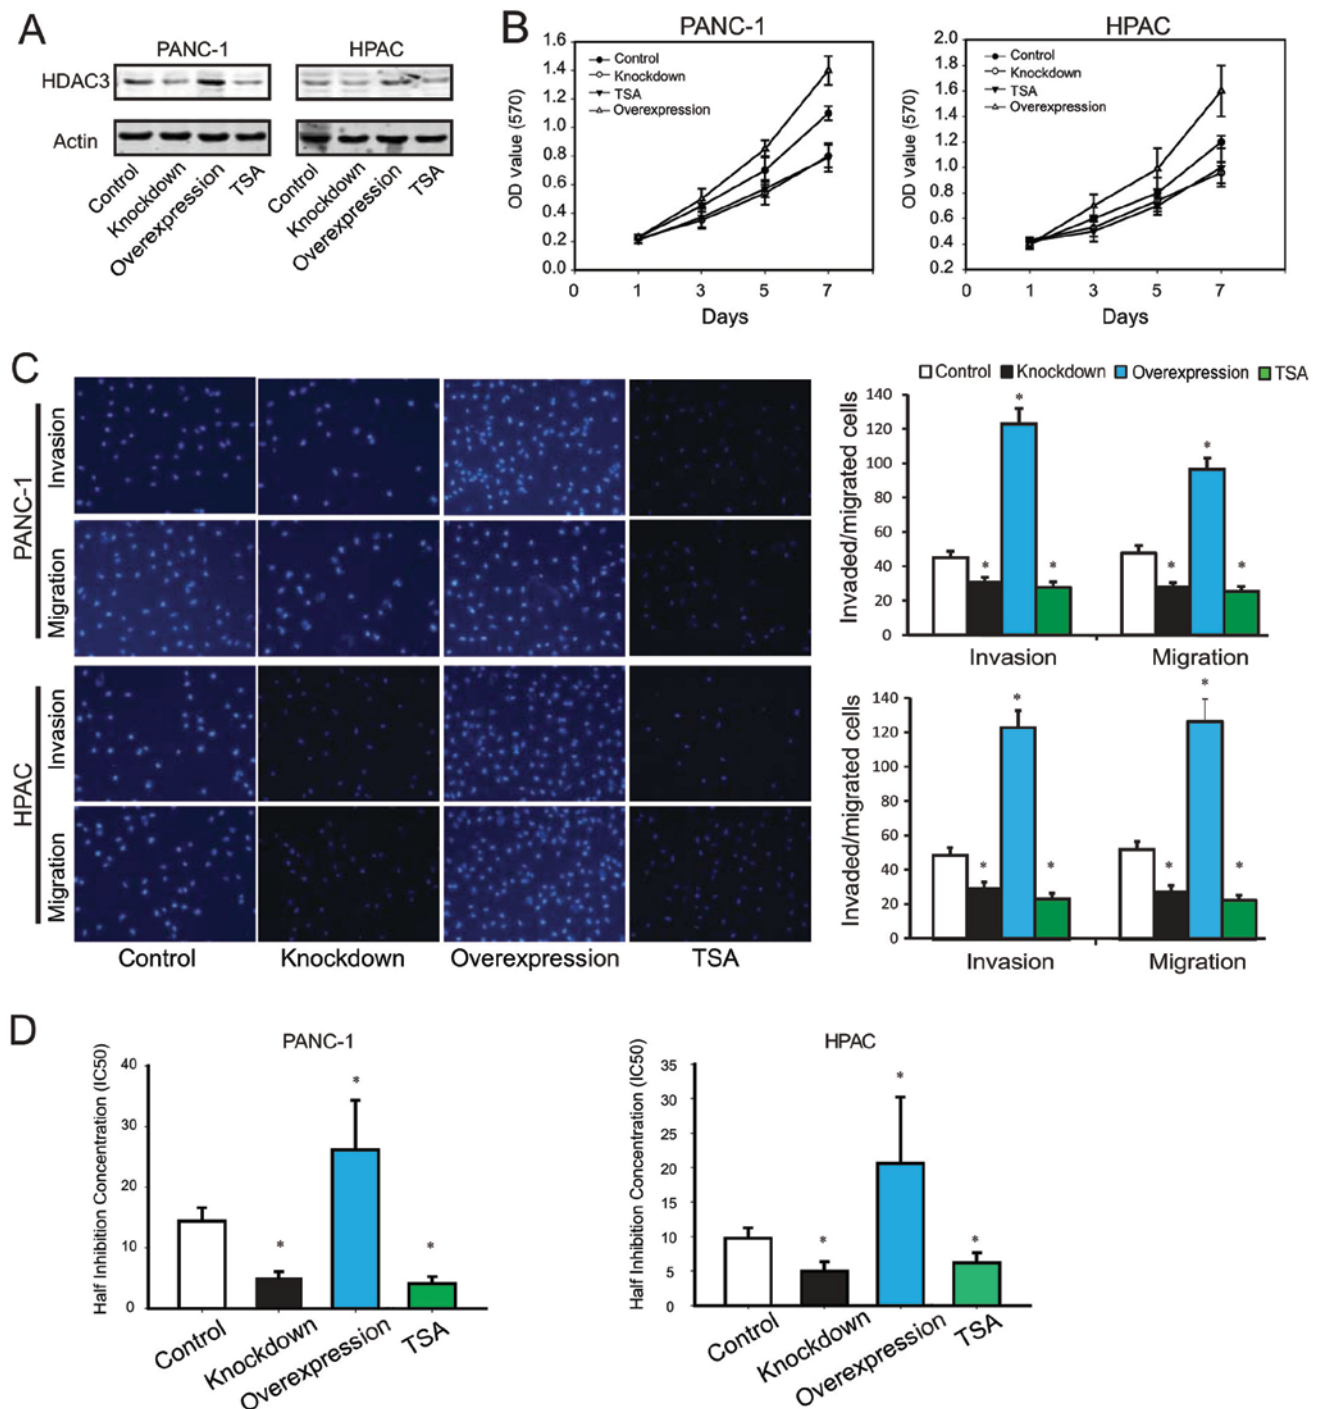 A
PANC-1
HPAC
HDAC3
Actin
Control
Knockdown
Overexpression
TSA
Control
Knockdown
Overexpression
TSA
B
PANC-1
1.6
1.4
1.2
1.0
0.8
0.6
0.4
0.2
0.0
OD value (570)
Control
Knockdown
TSA
Overexpression
0 1 3 5 7
Days
HPAC
2.0
1.8
1.6
1.4
1.2
1.0
0.8
0.6
0.4
0.2
OD value (570)
Control
Knockdown
TSA
Overexpression
0 1 3 5 7
Days
C
PANC-1
Invasion
Migration
HPAC
Invasion
Migration
Control Knockdown Overexpression TSA
Control Knockdown Overexpression TSA
Invaded/migrated cells
140
120
100
80
60
40
20
0
* * * * * *
Invasion Migration
Invaded/migrated cells
140
120
100
80
60
40
20
0
* * * * * *
Invasion Migration
D
PANC-1
Half Inhibition Concentration (IC50)
40
30
20
10
0
* * *
Control
Knockdown
Overexpression
TSA
HPAC
Half Inhibition Concentration (IC50)
35
30
25
20
15
10
5
0
* * *
Control
Knockdown
Overexpression
TSA